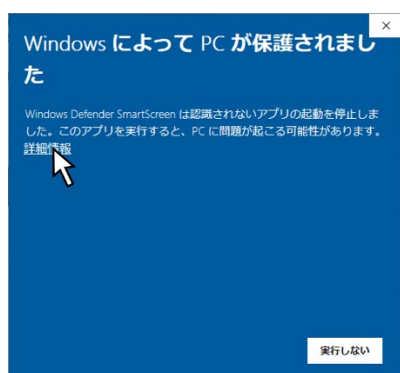 Windows によって PC が保護されまし
た
Windows Defender SmartScreen は認識されないアプリの起動を停止しま
した。このアプリを実行すると、PC に問題が起こる可能性があります。
詳細情報
実行しない